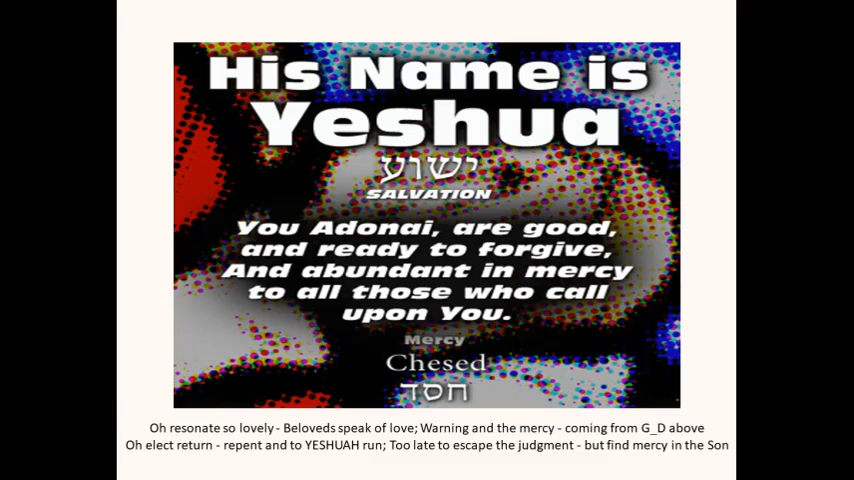 His Name is
Yeshua
ישוע
SALVATION
You Adonai, are good,
and ready to forgive,
And abundant in mercy
to all those who call
upon You.
Mercy
Chesed
חסד
Oh resonate so lovely - Beloveds speak of love; Warning and the mercy - coming from G_D above
Oh elect return - repent and to YESHUAH run; Too late to escape the judgment - but find mercy in the Son